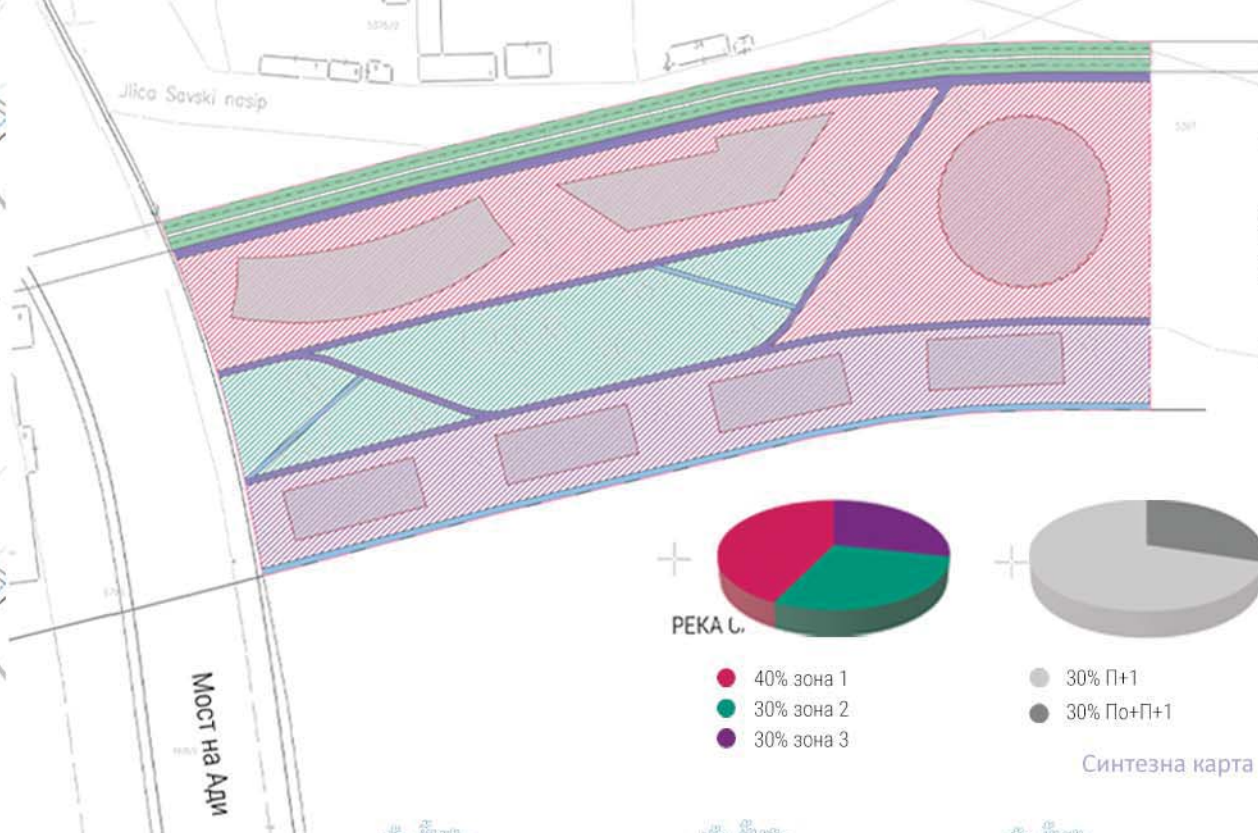 Jlica Savski nasip
РЕКА
40% зона 1
30% зона 2
30% зона 3
30% П+1
30% По+П+1
Синтезна карта
Мост на Ади